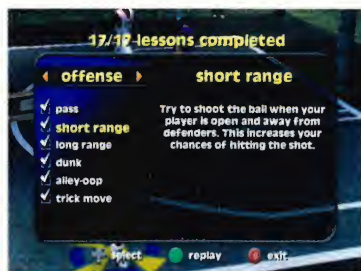 17/17 lessons completed
offense short range
pass
short range
long range
dunk
alley-oop
trick move
Try to shoot the ball when your
player is open and away from
defenders. This increases your
chances of hitting the shot.
select replay exit